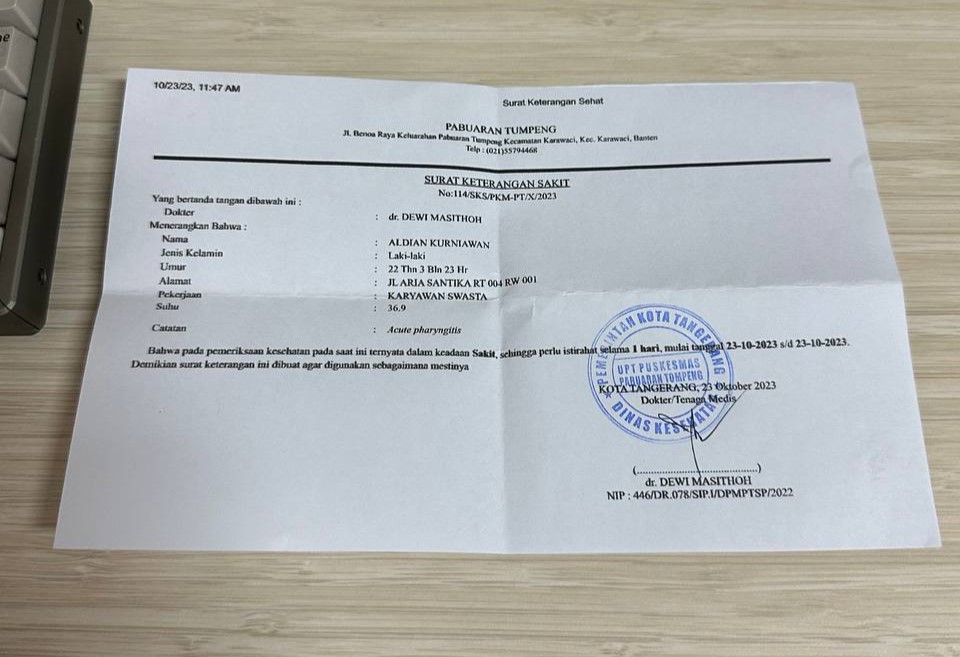 10/23/23, 11:47 AM
Surat Keterangan Sehat
PABUARAN TUMPENG
Jl. Benoa Raya Keluarahan Pabuaran Tumpeng Kecamatan Karawaci, Kec. Karawaci, Banten
Telp : (021)55794468
SURAT KETERANGAN SAKIT
No:114/SKS/PKM-PT/X/2023
Yang bertanda tangan dibawah ini :
Dokter : dr. DEWI MASITHOH
Menerangkan Bahwa :
Nama : ALDIAN KURNIAWAN
Jenis Kelamin : Laki-laki
Umur : 22 Thn 3 Bln 23 Hr
Alamat : JL ARIA SANTIKA RT 004 RW 001
Pekerjaan : KARYAWAN SWASTA
Suhu : 36,9
Catatan : Acute pharyngitis
Bahwa pada pemeriksaan kesehatan pada saat ini ternyata dalam keadaan Sakit, sehingga perlu istirahat selama 1 hari, mulai tanggal 23-10-2023 s/d 23-10-2023.
Demikian surat keterangan ini dibuat agar digunakan sebagaimana mestinya
PEMERINTAH KOTA TANGERANG
UPT PUSKESMAS
PABUARAN TUMPENG
DINAS KESEHATAN
KOTA TANGERANG, 23 Oktober 2023
Dokter/Tenaga Medis
(........................................)
dr. DEWI MASITHOH
NIP : 446/DR.078/SIP.I/DPMPTSP/2022